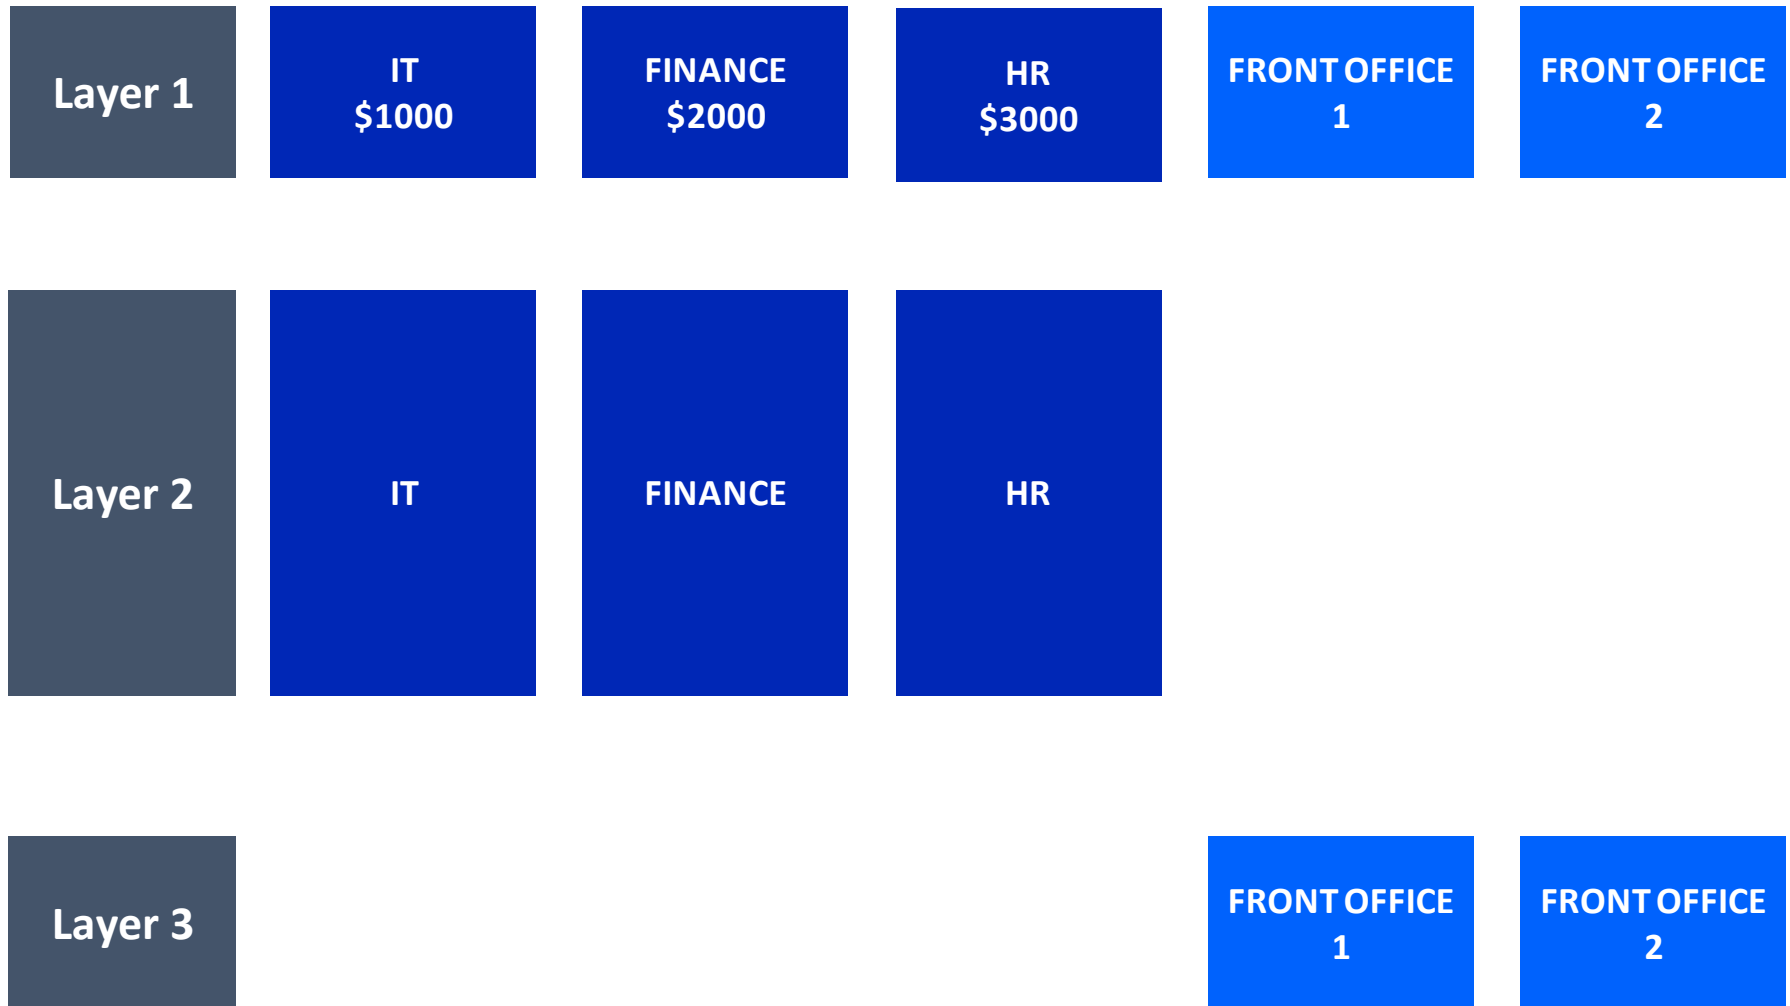 Layer 1
IT
$1000
FINANCE
$2000
HR
$3000
FRONT OFFICE
1
FRONT OFFICE
2
Layer 2
IT
FINANCE
HR
Layer 3
FRONT OFFICE
1
FRONT OFFICE
2